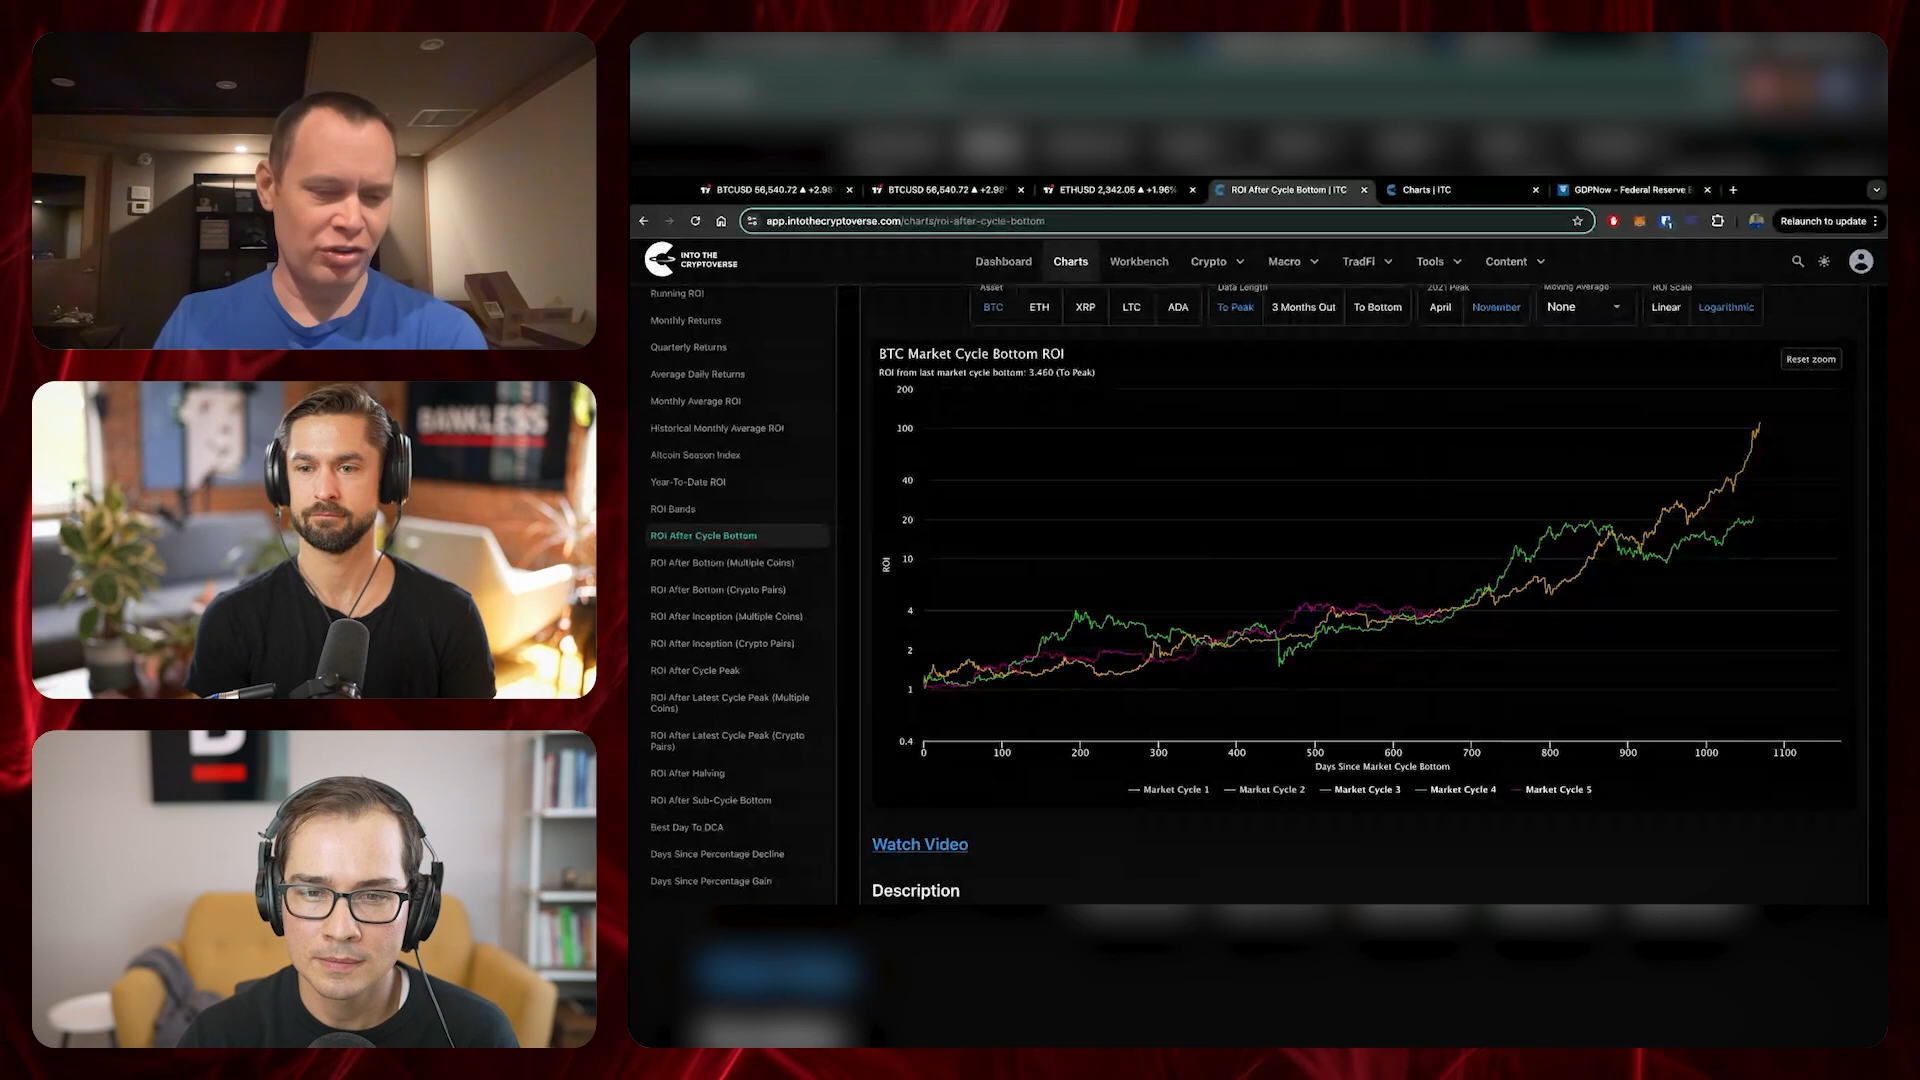 BANKLESS
BTCUSD 56,540.72 ▲ +2.98
BTCUSD 56,540.72 ▲ +2.98
ETHUSD 2,342.05 ▲ +1.96%
ROI After Cycle Bottom | ITC
Charts | ITC
GDPNow - Federal Reserve
app.intothecryptoverse.com/charts/roi-after-cycle-bottom
Relaunch to update
INTO THE
CRYPTOVERSE
Dashboard
Charts
Workbench
Crypto
Macro
TradFi
Tools
Content
Running ROI
Monthly Returns
Quarterly Returns
Average Daily Returns
Monthly Average ROI
Historical Monthly Average ROI
Altcoin Season Index
Year-To-Date ROI
ROI Bands
ROI After Cycle Bottom
ROI After Bottom (Multiple Coins)
ROI After Bottom (Crypto Pairs)
ROI After Inception (Multiple Coins)
ROI After Inception (Crypto Pairs)
ROI After Cycle Peak
ROI After Latest Cycle Peak (Multiple
Coins)
ROI After Latest Cycle Peak (Crypto
Pairs)
ROI After Halving
ROI After Sub-Cycle Bottom
Best Day To DCA
Days Since Percentage Decline
Days Since Percentage Gain
Asset
Data Length
2021 Peak
Moving Average
ROI Scale
BTC
ETH
XRP
LTC
ADA
To Peak
3 Months Out
To Bottom
April
November
None
Linear
Logarithmic
BTC Market Cycle Bottom ROI
ROI from last market cycle bottom: 3.460 (To Peak)
Reset zoom
200
100
40
20
10
4
2
1
0.4
ROI
0
100
200
300
400
500
600
700
800
900
1000
1100
Days Since Market Cycle Bottom
Market Cycle 1
Market Cycle 2
Market Cycle 3
Market Cycle 4
Market Cycle 5
Watch Video
Description